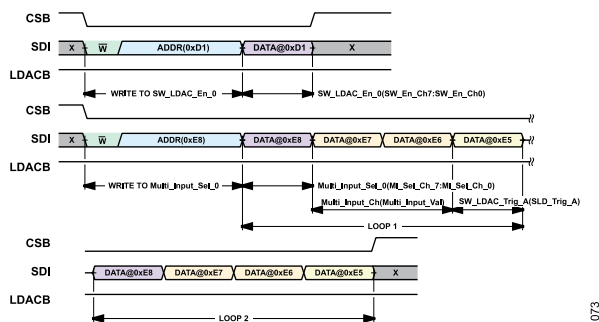 CSB
SDI X W ADDR(0xD1) DATA@0xD1 X
LDACB
WRITE TO SW_LDAC_En_0 SW_LDAC_En_0(SW_En_Ch7:SW_En_Ch0)
CSB
SDI X W ADDR(0xE8) DATA@0xE8 DATA@0xE7 DATA@0xE6 DATA@0xE5
LDACB
WRITE TO Multi_Input_Sel_0 Multi_Input_Sel_0(MI_Sel_Ch_7:MI_Sel_Ch_0)
Multi_Input_Ch(Multi_Input_Val) SW_LDAC_Trig_A(SLD_Trig_A)
LOOP 1
CSB
SDI DATA@0xE8 DATA@0xE7 DATA@0xE6 DATA@0xE5 X
LDACB
LOOP 2
073